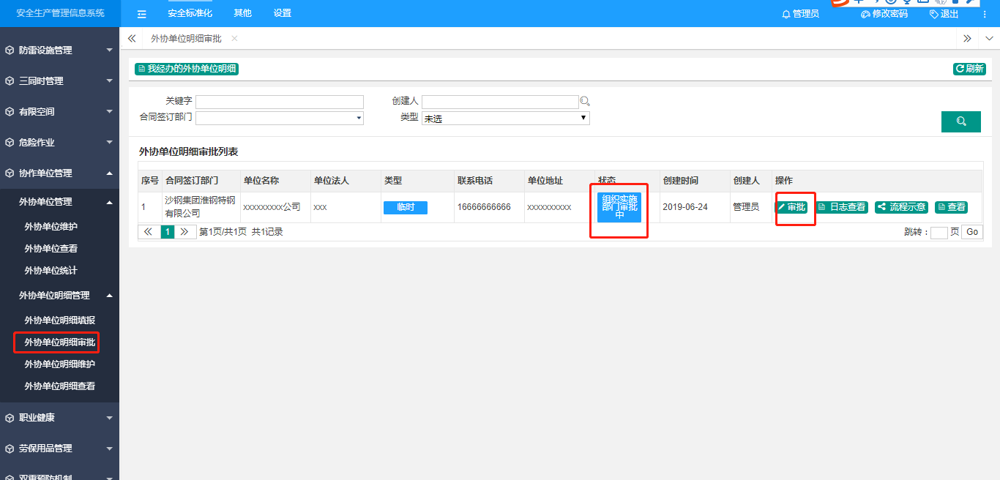 安全生产管理信息系统
安全标准化 其他 设置
管理员 修改密码 退出
外协单位明细审批
防雷设施管理
三同时管理
有限空间
危险作业
协作单位管理
外协单位管理
外协单位维护
外协单位查看
外协单位统计
外协单位明细管理
外协单位明细填报
外协单位明细审批
外协单位明细维护
外协单位明细查看
职业健康
劳保用品管理
双重预防机制
我经办的外协单位明细
刷新
关键字
创建人
合同签订部门
类型 未选
外协单位明细审批列表
序号 合同签订部门 单位名称 单位法人 类型 联系电话 单位地址 状态 创建时间 创建人 操作
1
沙钢集团淮钢特钢
有限公司
xxxxxxxxx公司 xxx 临时 16666666666 xxxxxxxxxx
组织实施
部门审批
中
2019-06-24 管理员 审批 日志查看 流程示意 查看
1 第1页/共1页 共1记录
跳转： 页 Go